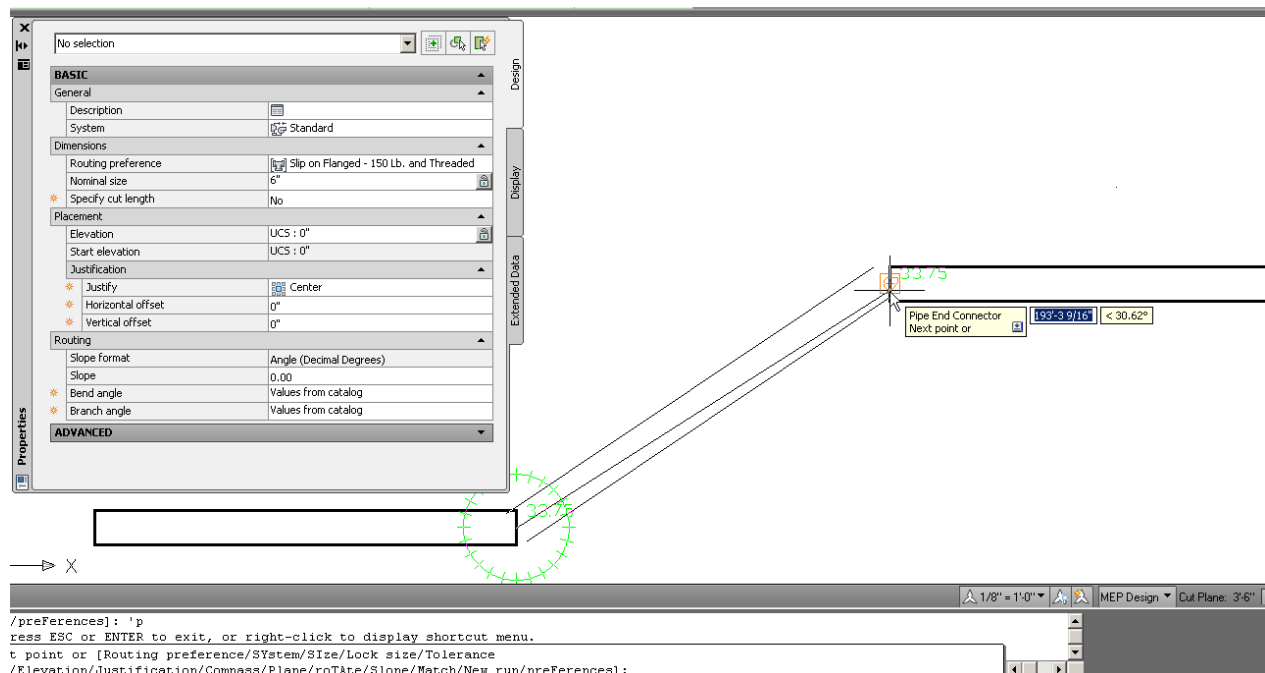 No selection
BASIC
General
Description
System Standard
Dimensions
Routing preference Slip on Flanged - 150 Lb. and Threaded
Nominal size 6"
Specify cut length No
Placement
Elevation UCS : 0"
Start elevation UCS : 0"
Justification
Justify Center
Horizontal offset 0"
Vertical offset 0"
Routing
Slope format Angle (Decimal Degrees)
Slope 0.00
Bend angle Values from catalog
Branch angle Values from catalog
ADVANCED
Properties
Design
Display
Extended Data
33.75
Pipe End Connector
Next point or
193'-3 9/16"
< 30.62°
33.75
X
1/8" = 1'-0"
MEP Design
Cut Plane: 3'-6"
/preFerences]: 'p
ress ESC or ENTER to exit, or right-click to display shortcut menu.
t point or [Routing preference/SYstem/SIze/Lock size/Tolerance
/Elevation/Justification/Compass/Plane/roTAte/Slope/Match/New run/preFerences]: